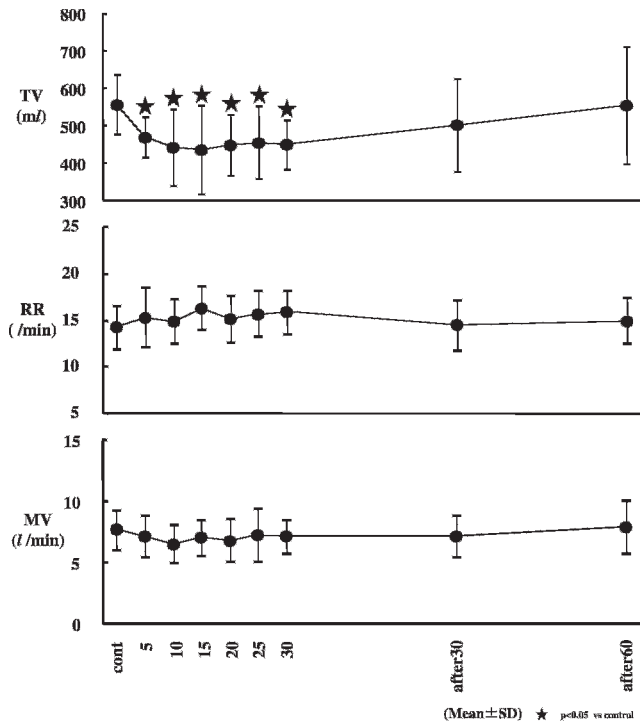 800
700
TV
600
(ml)
500
400
300
25
20
RR
15
( /min)
10
5
15
MV
10
(l /min)
5
0
cont
5
10
15
20
25
30
after30
after60
(Mean±SD) ★ p<0.05 vs control